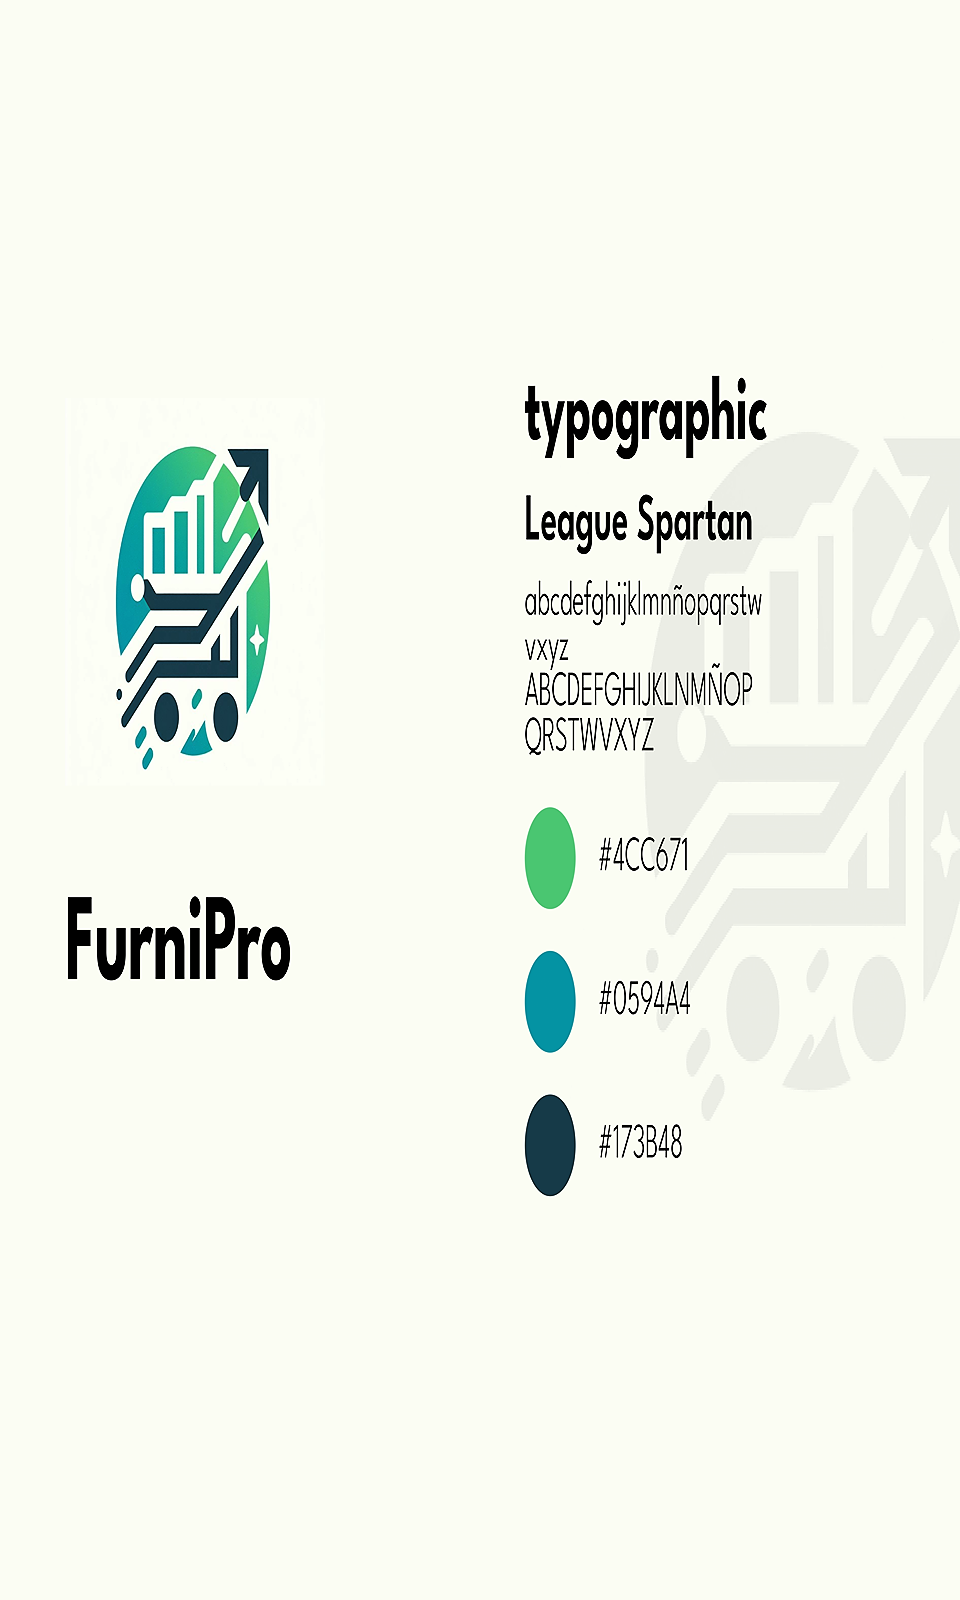 typographic
League Spartan
abcdefghijklmnñopqrstw
vxyz
ABCDEFGHIJKLNMÑOP
QRSTWVXYZ
#4CC671
#0594A4
#173B48
FurniPro